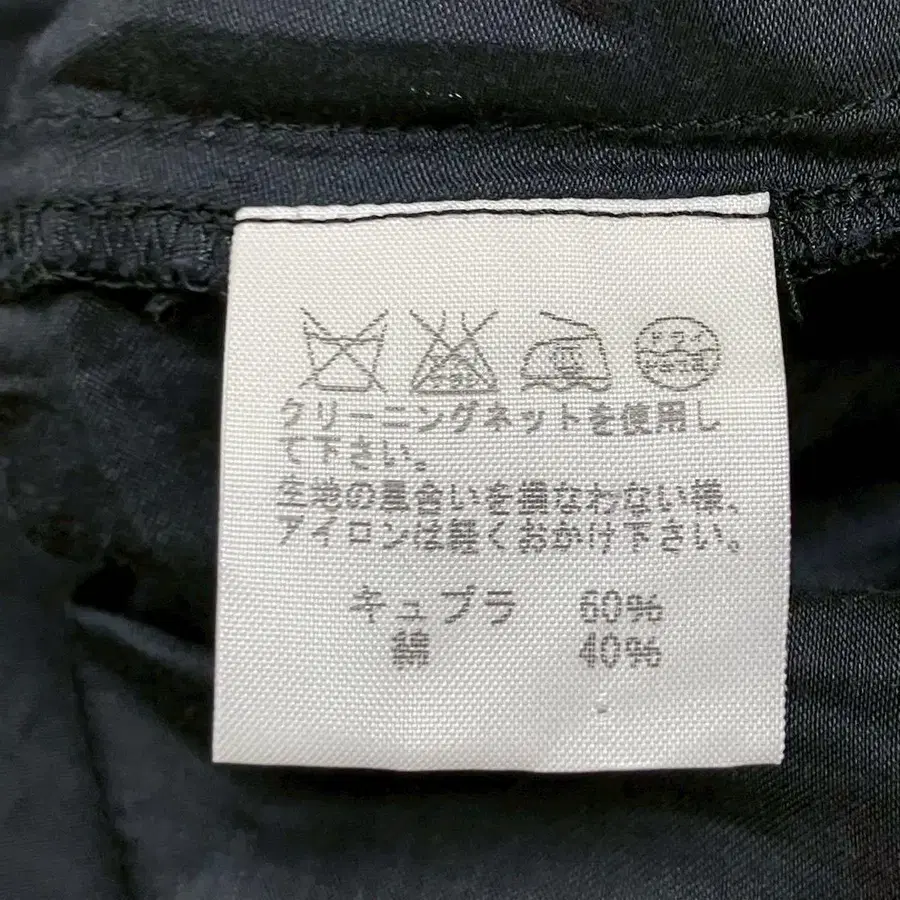 クリーニングネットを使用し
て下さい。
生地の風合いを損なわない様、
アイロンは軽くおかけ下さい。
キュプラ 60%
綿 40%